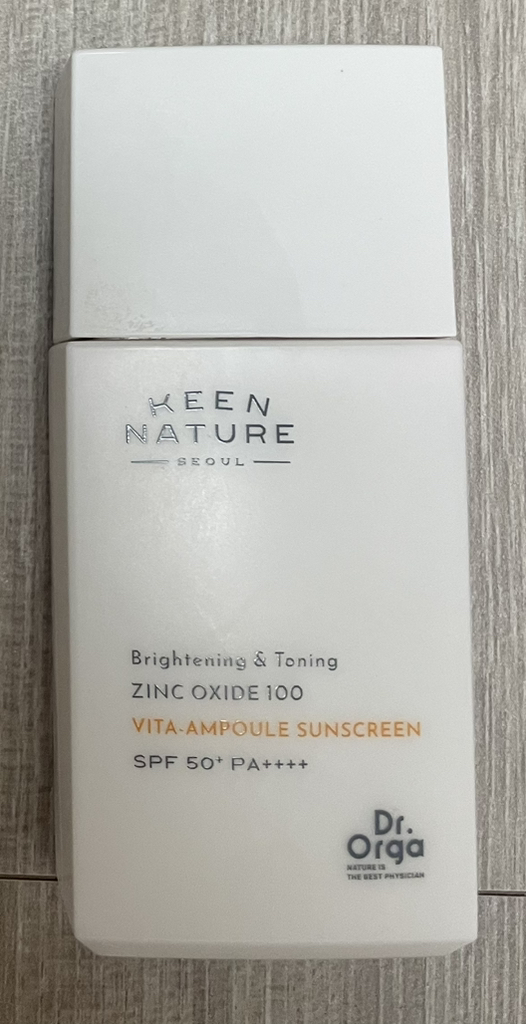 KEEN
NATURE
SEOUL
Brightening & Toning
ZINC OXIDE 100
VITA-AMPOULE SUNSCREEN
SPF 50⁺ PA++++
Dr.
Orga
NATURE IS
THE BEST PHYSICIAN